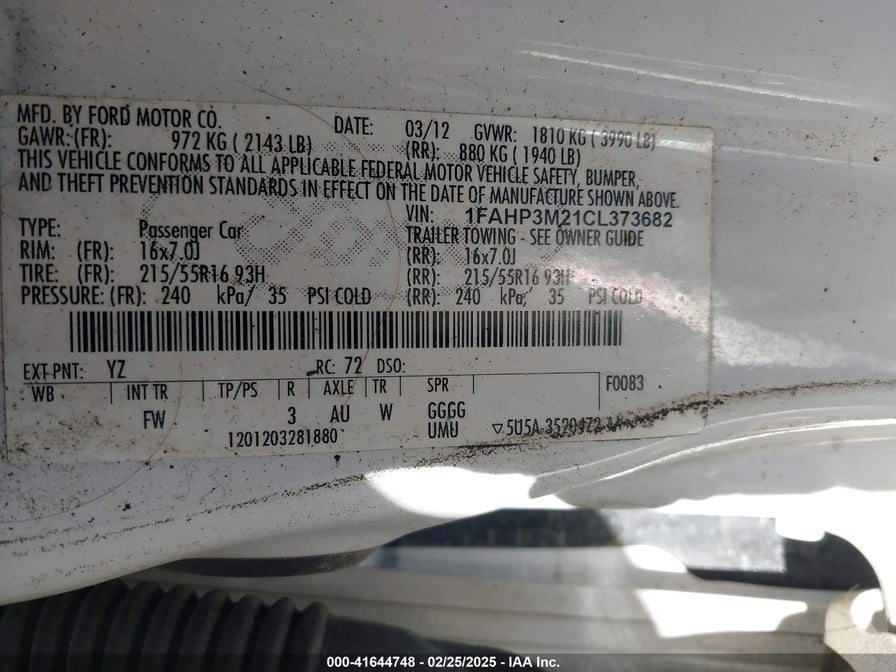 MFD. BY FORD MOTOR CO. DATE: 03/12 GVWR: 1810 KG ( 3990 LB)
GAWR: (FR): 972 KG ( 2143 LB) (RR): 880 KG ( 1940 LB)
THIS VEHICLE CONFORMS TO ALL APPLICABLE FEDERAL MOTOR VEHICLE SAFETY, BUMPER,
AND THEFT PREVENTION STANDARDS IN EFFECT ON THE DATE OF MANUFACTURE SHOWN ABOVE.
VIN: 1FAHP3M21CL373682
TYPE: Passenger Car TRAILER TOWING - SEE OWNER GUIDE
RIM: (FR): 16x7.0J (RR): 16x7.0J
TIRE: (FR): 215/55R16 93H (RR): 215/55R16 93H
PRESSURE: (FR): 240 kPa/ 35 PSI COLD (RR): 240 kPa/ 35 PSI COLD
EXT PNT: YZ RC: 72 DSO:
WB INT TR TP/PS R AXLE TR SPR F0083
FW 3 AU W GGGG
1201203281880 UMU ▽5U5A-
000-41644748 – 02/25/2025 – IAA Inc.